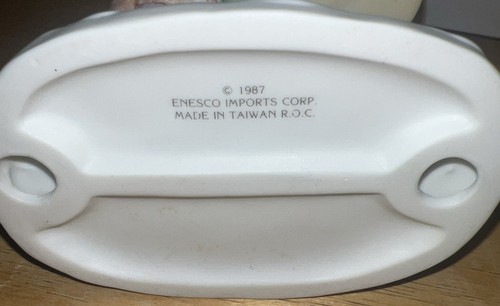 © 1987
ENESCO IMPORTS CORP.
MADE IN TAIWAN R.O.C.